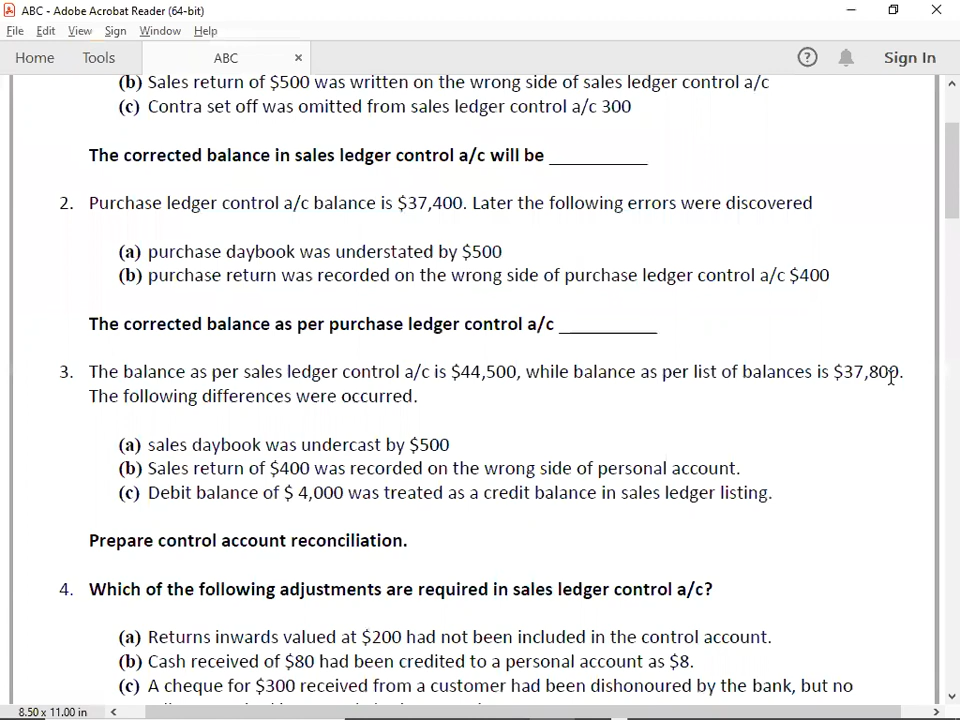 ABC - Adobe Acrobat Reader (64-bit)
File Edit View Sign Window Help
Home Tools ABC × ? Sign In
(b) Sales return of $500 was written on the wrong side of sales ledger control a/c
(c) Contra set off was omitted from sales ledger control a/c 300
The corrected balance in sales ledger control a/c will be __________
2. Purchase ledger control a/c balance is $37,400. Later the following errors were discovered
(a) purchase daybook was understated by $500
(b) purchase return was recorded on the wrong side of purchase ledger control a/c $400
The corrected balance as per purchase ledger control a/c __________
3. The balance as per sales ledger control a/c is $44,500, while balance as per list of balances is $37,800.
The following differences were occurred.
(a) sales daybook was undercast by $500
(b) Sales return of $400 was recorded on the wrong side of personal account.
(c) Debit balance of $ 4,000 was treated as a credit balance in sales ledger listing.
Prepare control account reconciliation.
4. Which of the following adjustments are required in sales ledger control a/c?
(a) Returns inwards valued at $200 had not been included in the control account.
(b) Cash received of $80 had been credited to a personal account as $8.
(c) A cheque for $300 received from a customer had been dishonoured by the bank, but no
8.50 x 11.00 in